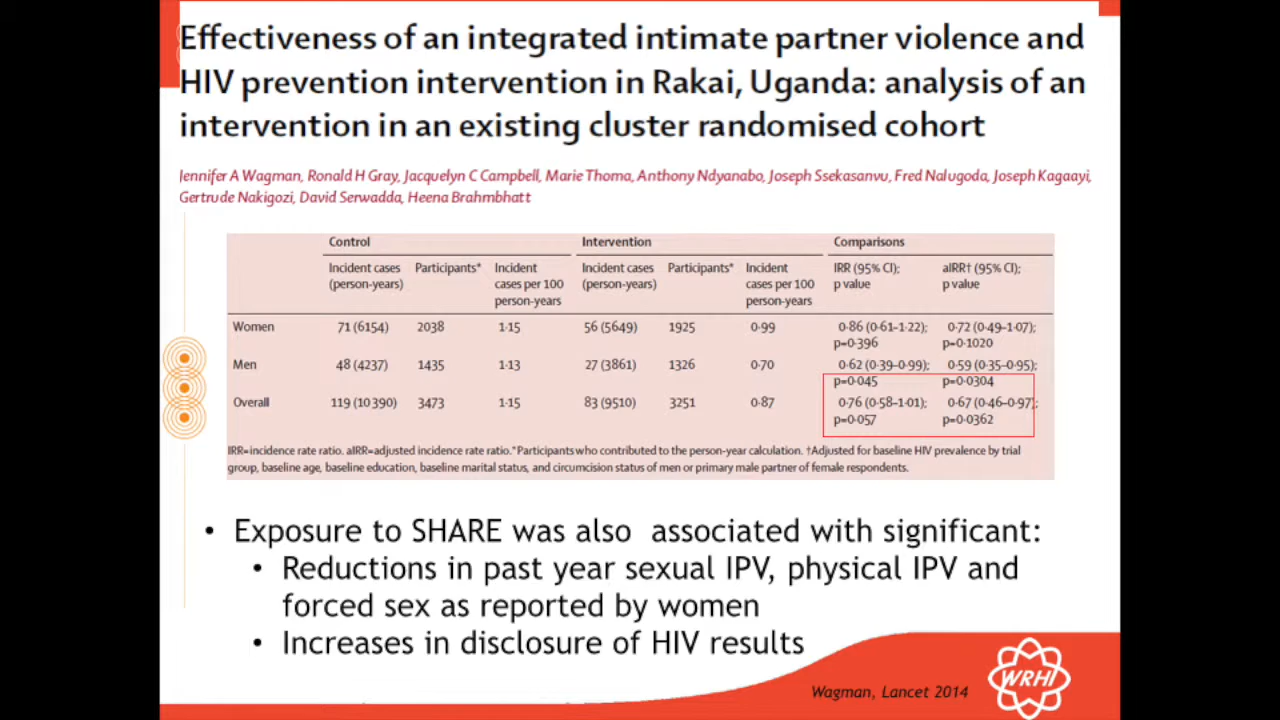 Effectiveness of an integrated intimate partner violence and
HIV prevention intervention in Rakai, Uganda: analysis of an
intervention in an existing cluster randomised cohort
Jennifer A Wagman, Ronald H Gray, Jacquelyn C Campbell, Marie Thoma, Anthony Ndyanabo, Joseph Ssekasanvu, Fred Nalugoda, Joseph Kagaayi,
Gertrude Nakigozi, David Serwadda, Heena Brahmbhatt
Control Intervention Comparisons
Incident cases Participants* Incident Incident cases Participants* Incident IRR (95% CI); aIRR† (95% CI);
(person-years) cases per 100 (person-years) cases per 100 p value p value
person-years person-years
Women 71 (6154) 2038 1·15 56 (5649) 1925 0·99 0·86 (0·61–1·22); 0·72 (0·49–1·07);
p=0·396 p=0·1020
Men 48 (4237) 1435 1·13 27 (3861) 1326 0·70 0·62 (0·39–0·99); 0·59 (0·35–0·95);
p=0·045 p=0·0304
Overall 119 (10 390) 3473 1·15 83 (9510) 3251 0·87 0·76 (0·58–1·01); 0·67 (0·46–0·97);
p=0·057 p=0·0362
IRR=incidence rate ratio. aIRR=adjusted incidence rate ratio.*Participants who contributed to the person-year calculation. †Adjusted for baseline HIV prevalence by trial
group, baseline age, baseline education, baseline marital status, and circumcision status of men or primary male partner of female respondents.
• Exposure to SHARE was also associated with significant:
• Reductions in past year sexual IPV, physical IPV and
forced sex as reported by women
• Increases in disclosure of HIV results
Wagman, Lancet 2014
WRHI